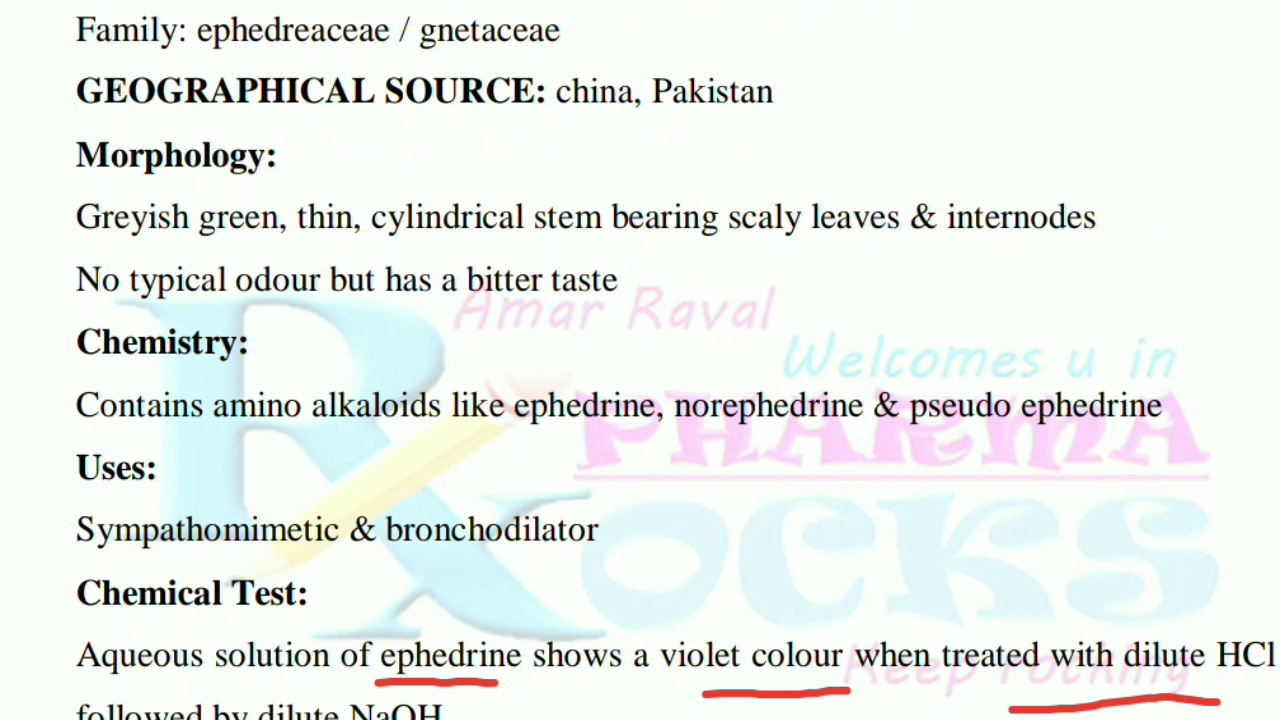 Family: ephedreaceae / gnetaceae
GEOGRAPHICAL SOURCE: china, Pakistan
Morphology:
Greyish green, thin, cylindrical stem bearing scaly leaves & internodes
No typical odour but has a bitter taste
Amar Raval
Chemistry:
Welcomes u in
Contains amino alkaloids like ephedrine, norephedrine & pseudo ephedrine
PHARMA
Uses:
Rx
ROCKS
Sympathomimetic & bronchodilator
Chemical Test:
Aqueous solution of ephedrine shows a violet colour when treated with dilute HCl
Keep rocking
followed by dilute NaOH